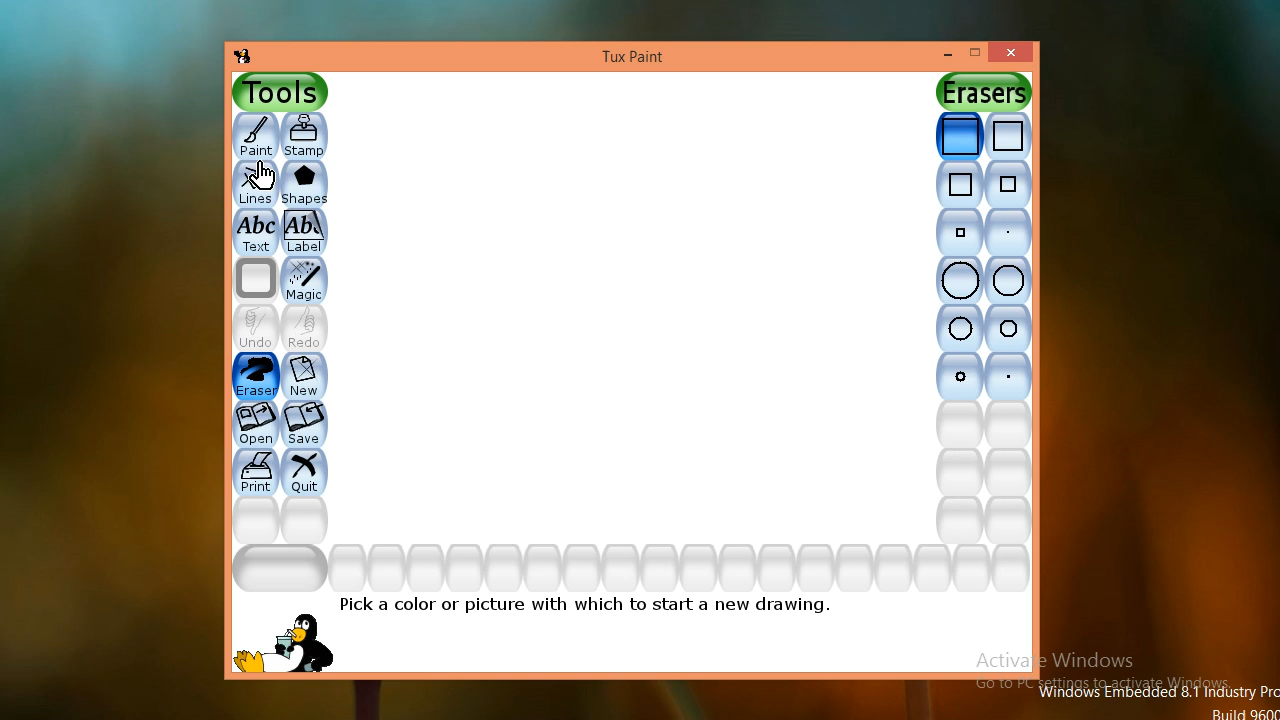 Tux Paint
Tools
Erasers
Paint
Stamp
Lines
Shapes
Abc
Text
Abc
Label
Magic
Undo
Redo
Eraser
New
Open
Save
Print
Quit
Pick a color or picture with which to start a new drawing.
Activate Windows
Go to PC settings to activate Windows.
Windows Embedded 8.1 Industry Pro
Build 9600